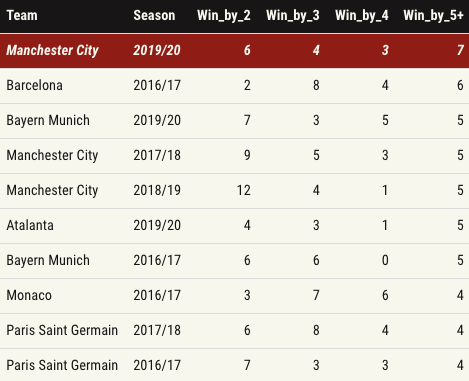 Team Season Win_by_2 Win_by_3 Win_by_4 Win_by_5+
Manchester City 2019/20 6 4 3 7
Barcelona 2016/17 2 8 4 6
Bayern Munich 2019/20 7 3 5 5
Manchester City 2017/18 9 5 3 5
Manchester City 2018/19 12 4 1 5
Atalanta 2019/20 4 3 1 5
Bayern Munich 2016/17 6 6 0 5
Monaco 2016/17 3 7 6 4
Paris Saint Germain 2017/18 6 8 4 4
Paris Saint Germain 2016/17 7 3 3 4